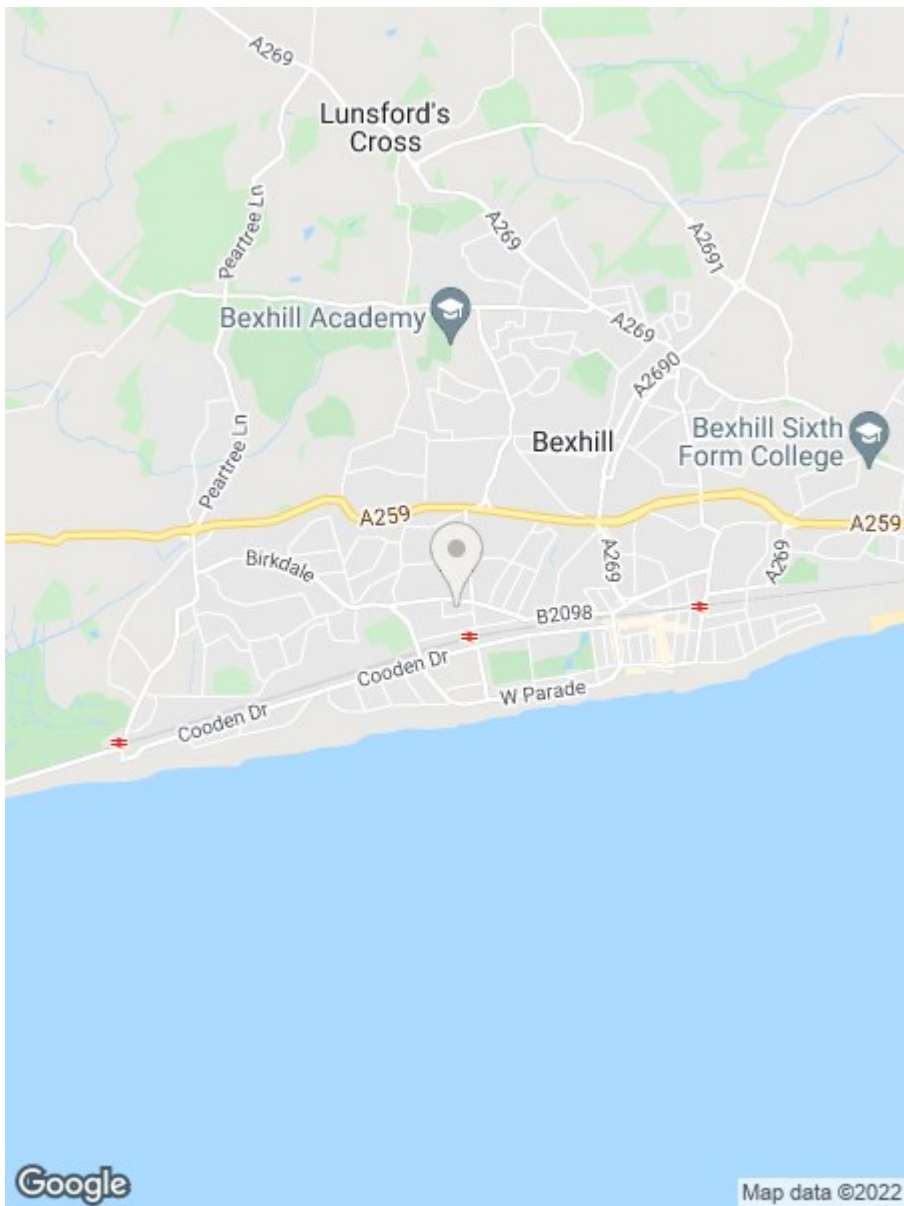 A269
Lunsford's
Cross
Peartree Ln
A269
A2691
Bexhill Academy
A269
A2690
Bexhill
Bexhill Sixth
Form College
Peartree Ln
A259
A259
Birkdale
A269
A269
B2098
Cooden Dr
W Parade
Cooden Dr
Google
Map data ©2022